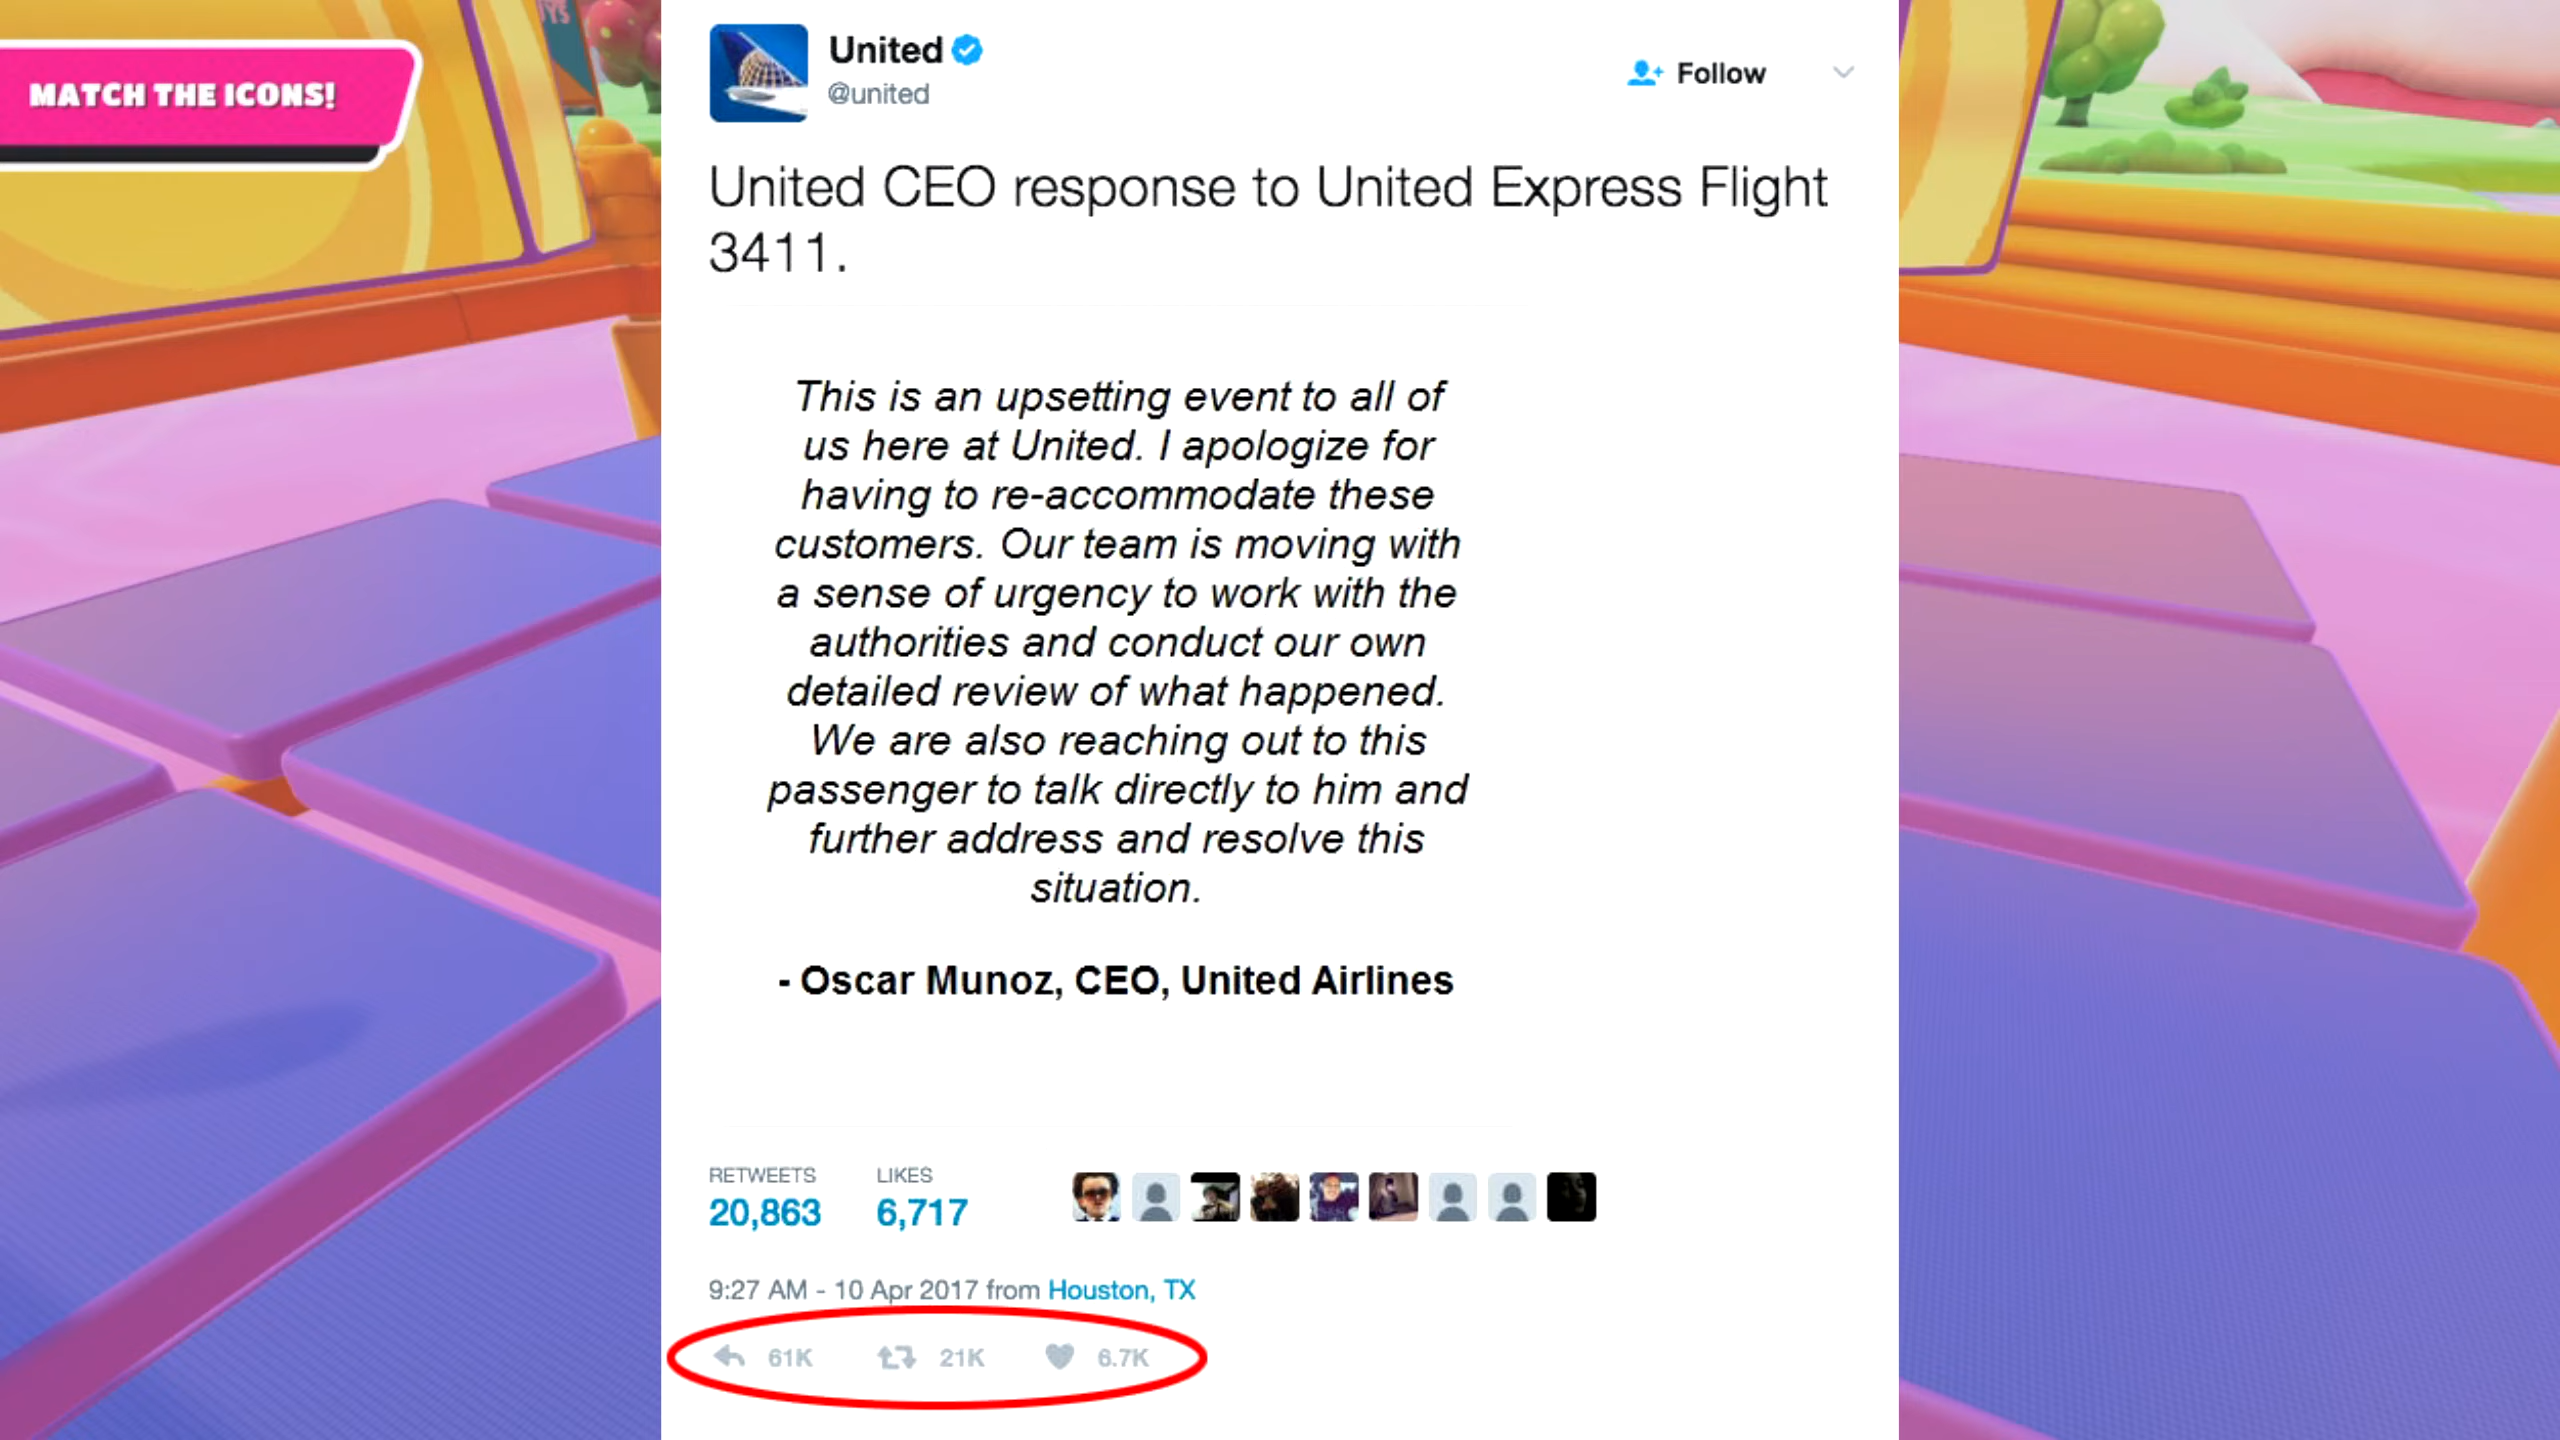 YS
MATCH THE ICONS!
United
@united
Follow
United CEO response to United Express Flight
3411.
This is an upsetting event to all of
us here at United. I apologize for
having to re-accommodate these
customers. Our team is moving with
a sense of urgency to work with the
authorities and conduct our own
detailed review of what happened.
We are also reaching out to this
passenger to talk directly to him and
further address and resolve this
situation.
- Oscar Munoz, CEO, United Airlines
RETWEETS LIKES
20,863 6,717
9:27 AM - 10 Apr 2017 from Houston, TX
61K 21K 6.7K